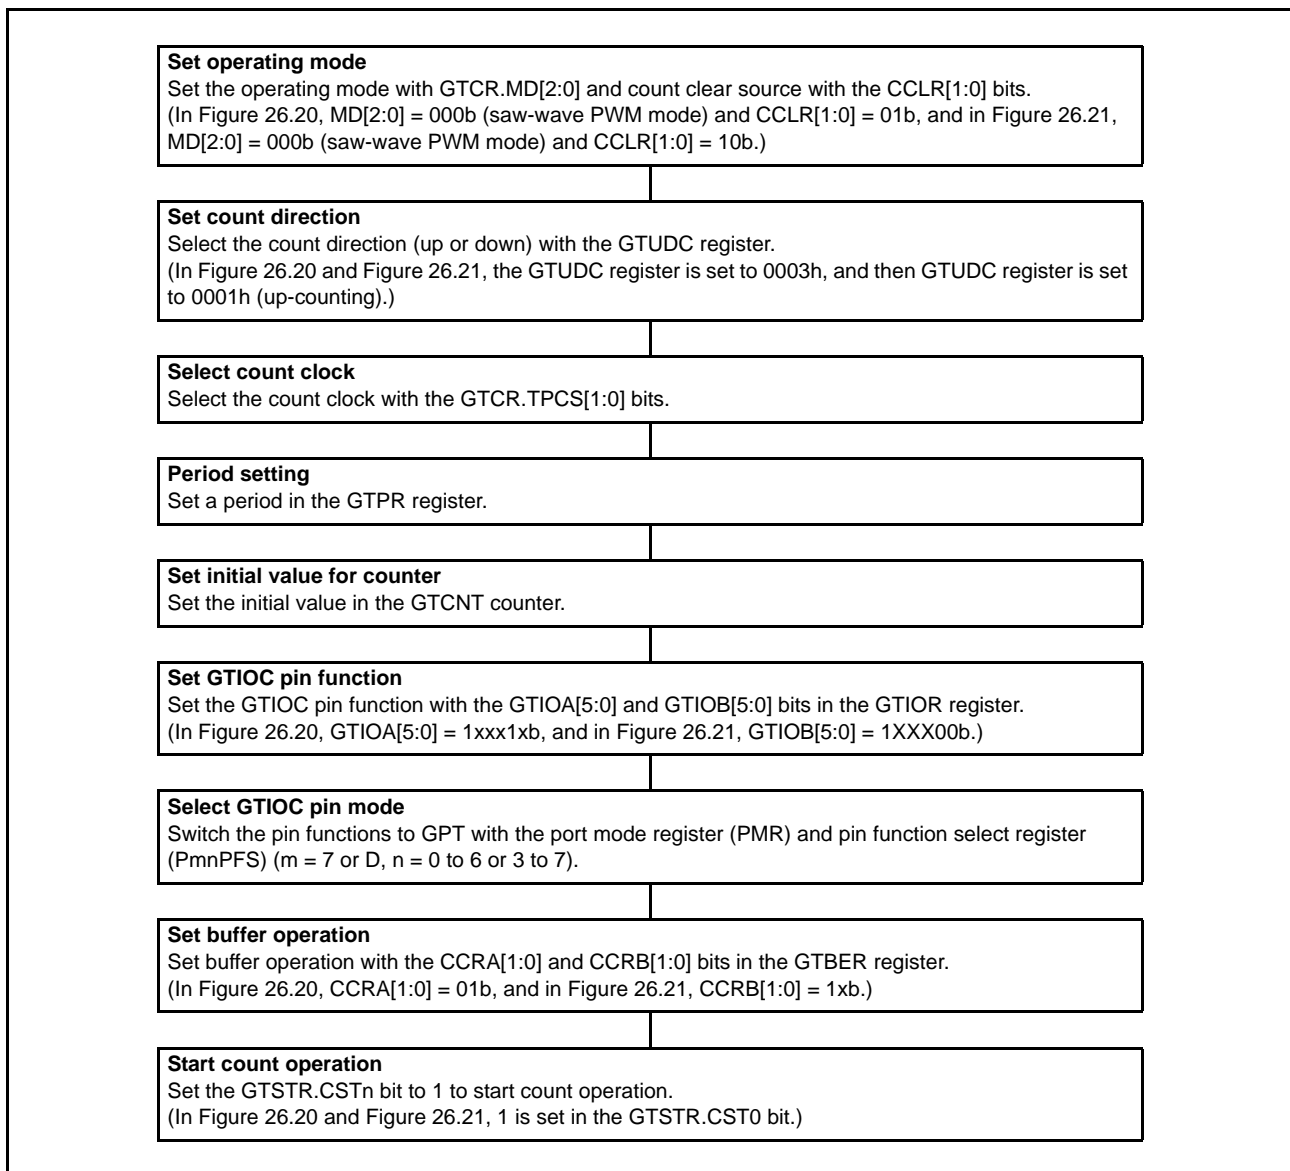 Set operating mode
Set the operating mode with GTCR.MD[2:0] and count clear source with the CCLR[1:0] bits.
(In Figure 26.20, MD[2:0] = 000b (saw-wave PWM mode) and CCLR[1:0] = 01b, and in Figure 26.21,
MD[2:0] = 000b (saw-wave PWM mode) and CCLR[1:0] = 10b.)
Set count direction
Select the count direction (up or down) with the GTUDC register.
(In Figure 26.20 and Figure 26.21, the GTUDC register is set to 0003h, and then GTUDC register is set
to 0001h (up-counting).)
Select count clock
Select the count clock with the GTCR.TPCS[1:0] bits.
Period setting
Set a period in the GTPR register.
Set initial value for counter
Set the initial value in the GTCNT counter.
Set GTIOC pin function
Set the GTIOC pin function with the GTIOA[5:0] and GTIOB[5:0] bits in the GTIOR register.
(In Figure 26.20, GTIOA[5:0] = 1xxx1xb, and in Figure 26.21, GTIOB[5:0] = 1XXX00b.)
Select GTIOC pin mode
Switch the pin functions to GPT with the port mode register (PMR) and pin function select register
(PmnPFS) (m = 7 or D, n = 0 to 6 or 3 to 7).
Set buffer operation
Set buffer operation with the CCRA[1:0] and CCRB[1:0] bits in the GTBER register.
(In Figure 26.20, CCRA[1:0] = 01b, and in Figure 26.21, CCRB[1:0] = 1xb.)
Start count operation
Set the GTSTR.CSTn bit to 1 to start count operation.
(In Figure 26.20 and Figure 26.21, 1 is set in the GTSTR.CST0 bit.)